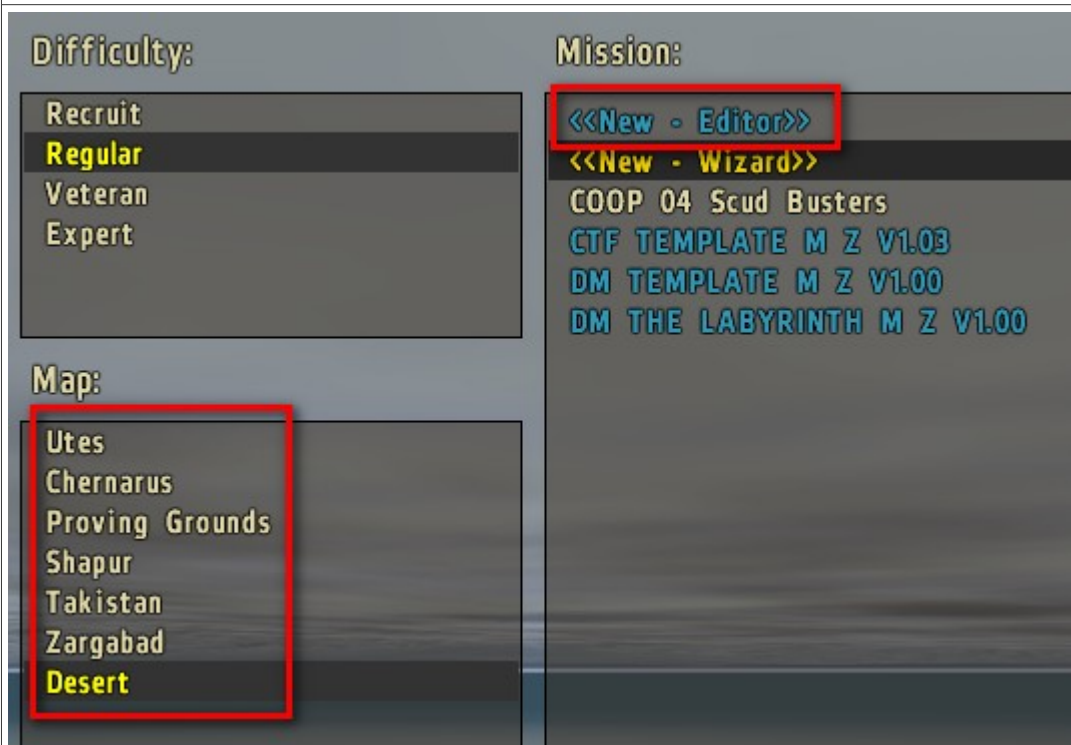 Difficulty:
Recruit
Regular
Veteran
Expert
Map:
Utes
Chernarus
Proving Grounds
Shapur
Takistan
Zargabad
Desert
Mission:
<<New - Editor>>
<<New - Wizard>>
COOP 04 Scud Busters
CTF TEMPLATE M Z V1.03
DM TEMPLATE M Z V1.00
DM THE LABYRINTH M Z V1.00